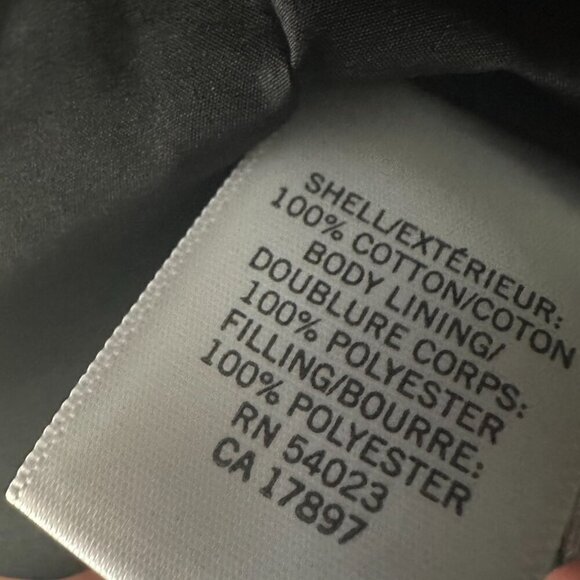 SHELL/EXTÉRIEUR:
100% COTTON/COTON
BODY LINING/
DOUBLURE CORPS:
100% POLYESTER
FILLING/BOURRE:
100% POLYESTER
RN 54023
CA 17897